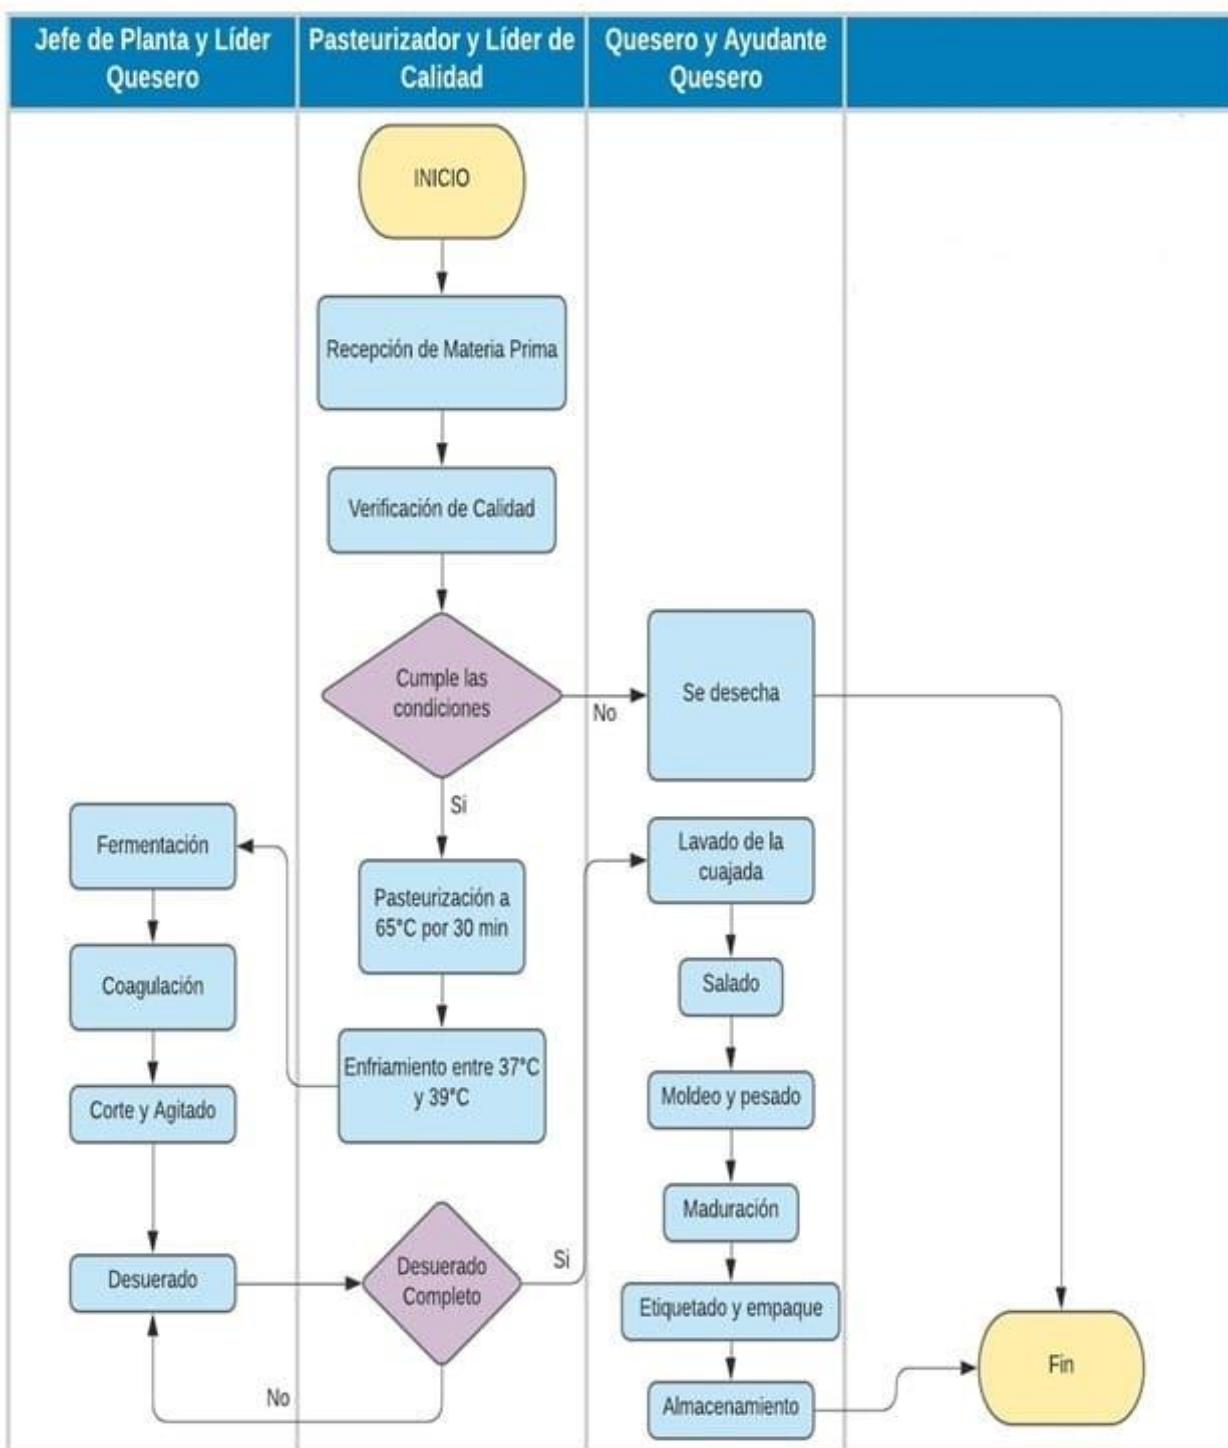 Jefe de Planta y Líder
Quesero
Pasteurizador y Líder de
Calidad
Quesero y Ayudante
Quesero
INICIO
Recepción de Materia Prima
Verificación de Calidad
Cumple las
condiciones
No
Se desecha
Si
Fermentación
Pasteurización a
65°C por 30 min
Lavado de la
cuajada
Coagulación
Salado
Enfriamiento entre 37°C
y 39°C
Corte y Agitado
Moldeo y pesado
Maduración
Desuerado
Desuerado
Completo
Si
No
Etiquetado y empaque
Almacenamiento
Fin